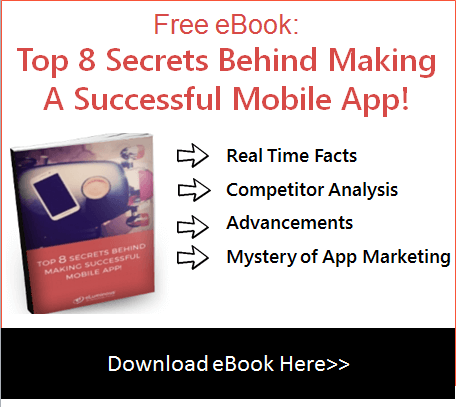 Free eBook:
Top 8 Secrets Behind Making
A Successful Mobile App!
Real Time Facts
Competitor Analysis
Advancements
Mystery of App Marketing
TOP 8 SECRETS BEHIND
MAKING SUCCESSFUL
MOBILE APP!
Download eBook Here>>